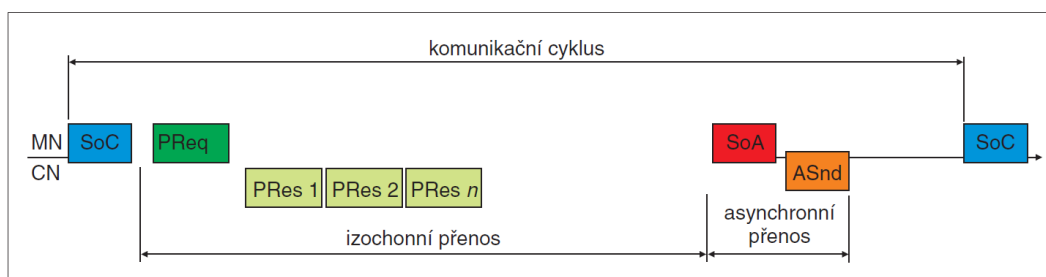 komunikační cyklus
MN
SoC
PReq
SoA
SoC
CN
ASnd
PRes 1
PRes 2
PRes n
izochonní přenos
asynchronní
přenos